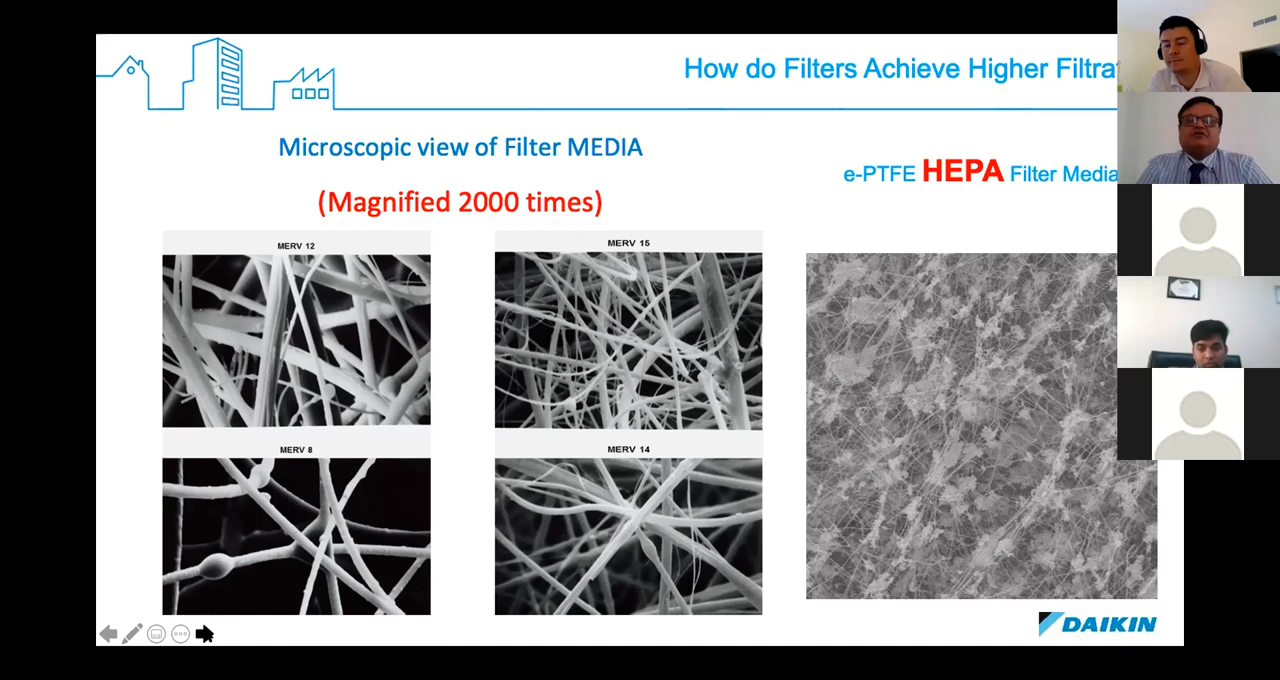 How do Filters Achieve Higher
Microscopic view of Filter MEDIA
(Magnified 2000 times)
e-PTFE HEPA Filter Media
MERV 12
MERV 15
MERV 8
MERV 14
DAIKIN